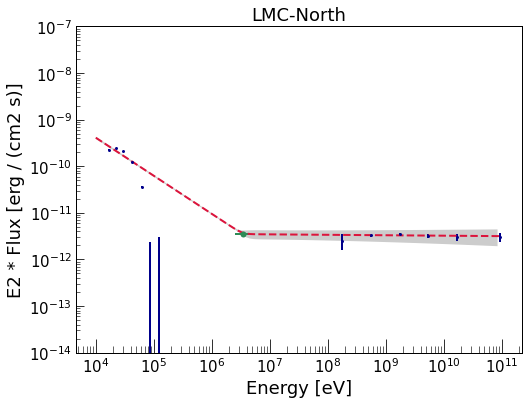 LMC-North
E2 * Flux [erg / (cm2 s)]
10⁻⁷
10⁻⁸
10⁻⁹
10⁻¹⁰
10⁻¹¹
10⁻¹²
10⁻¹³
10⁻¹⁴
10⁴ 10⁵ 10⁶ 10⁷ 10⁸ 10⁹ 10¹⁰ 10¹¹
Energy [eV]